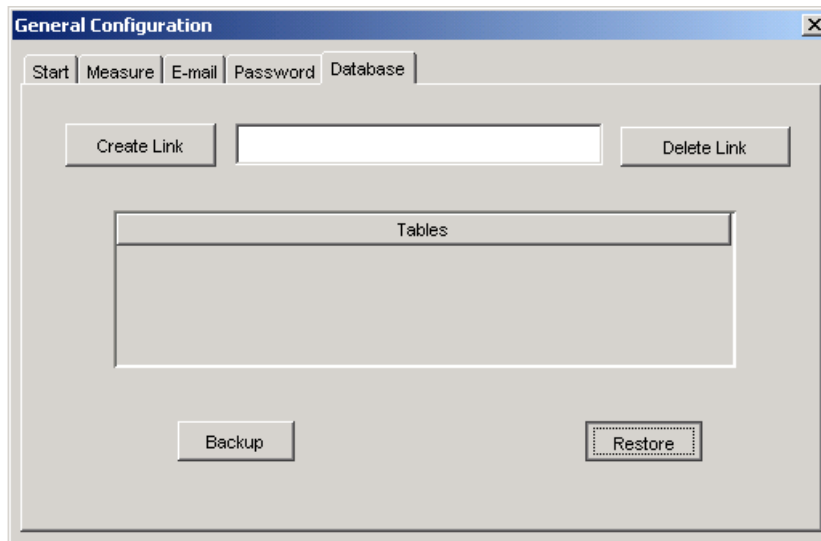 General Configuration
Start Measure E-mail Password Database
Create Link Delete Link
Tables
Backup Restore